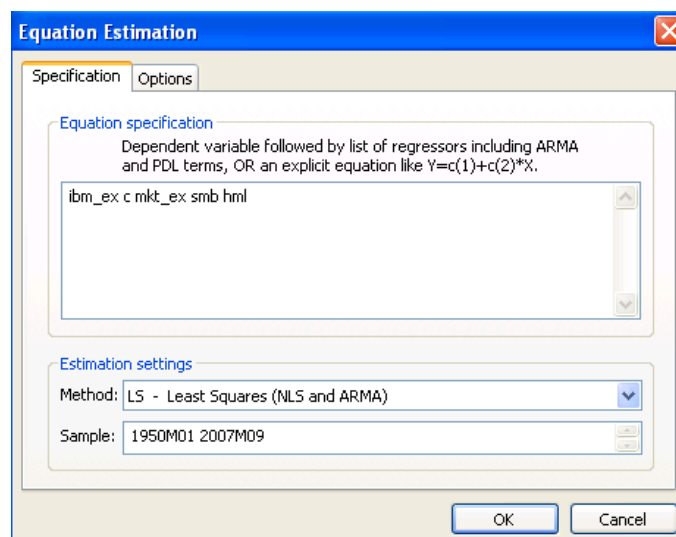 Equation Estimation
Specification
Options
Equation specification
Dependent variable followed by list of regressors including ARMA
and PDL terms, OR an explicit equation like Y=c(1)+c(2)*X.
ibm_ex c mkt_ex smb hml
Estimation settings
Method: LS - Least Squares (NLS and ARMA)
Sample: 1950M01 2007M09
OK
Cancel